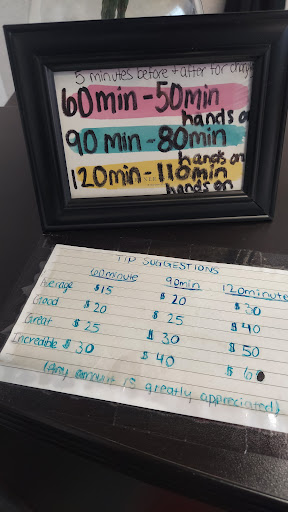 5 minutes before + after for change
60min - 50min
hands on
90 min - 80min
hands on
120min - 110min
hands on
TIP SUGGESTIONS
60minute 90min 120minute
Average $15 $20 $30
Good $20 $25 $40
Great $25 $30 $50
Incredible $30 $40 $60
(Any amount is greatly appreciated)